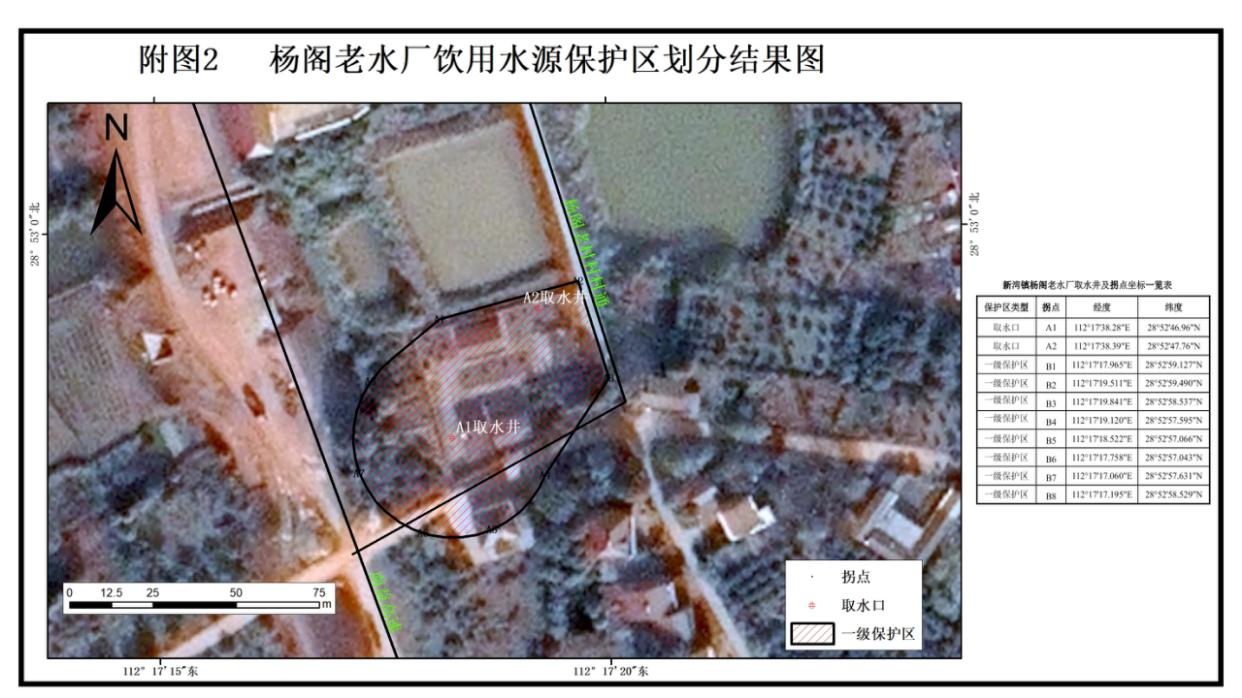 附图2 杨阁老水厂饮用水源保护区划分结果图
N
28° 53′0″北
28° 53′0″北
杨阁老村村村通
A2取水井
A1
A1取水井
A7
新湾镇杨阁老水厂取水井及拐点坐标一览表
保护区类型 拐点 经度 纬度
取水口 A1 112°17'38.28"E 28°52'46.96"N
取水口 A2 112°17'38.39"E 28°52'47.76"N
一级保护区 B1 112°17'17.965"E 28°52'59.127"N
一级保护区 B2 112°17'19.511"E 28°52'59.490"N
一级保护区 B3 112°17'19.841"E 28°52'58.537"N
一级保护区 B4 112°17'19.120"E 28°52'57.595"N
一级保护区 B5 112°17'18.522"E 28°52'57.066"N
一级保护区 B6 112°17'17.758"E 28°52'57.043"N
一级保护区 B7 112°17'17.060"E 28°52'57.631"N
一级保护区 B8 112°17'17.195"E 28°52'58.529"N
0 12.5 25 50 75
m
拐点
取水口
一级保护区
112° 17′15″东
112° 17′20″东